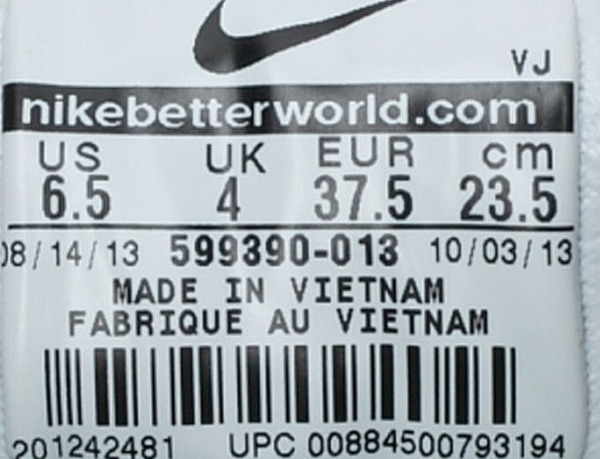 VJ
nikebetterworld.com
US UK EUR cm
6.5 4 37.5 23.5
08/14/13 599390-013 10/03/13
MADE IN VIETNAM
FABRIQUE AU VIETNAM
201242481 UPC 00884500793194